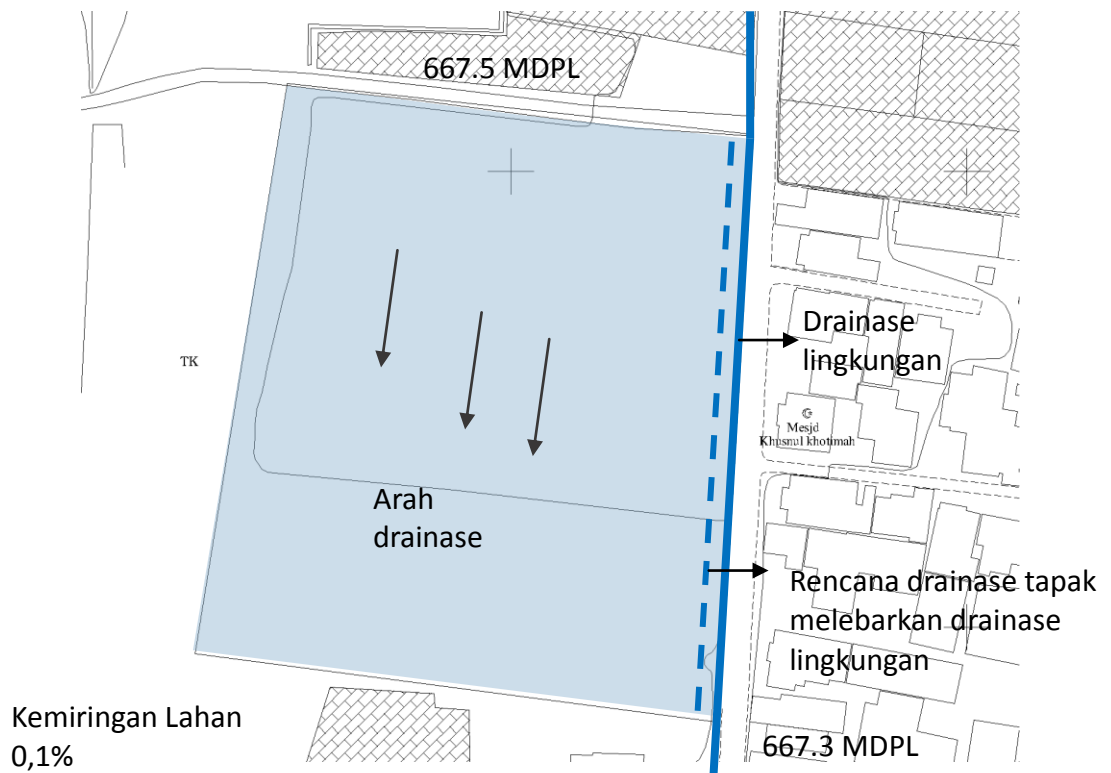 667.5 MDPL
Drainase
lingkungan
TK
Mesjd
Khusnul khotimah
Arah
drainase
Rencana drainase tapak
melebarkan drainase
lingkungan
Kemiringan Lahan
0,1%
667.3 MDPL